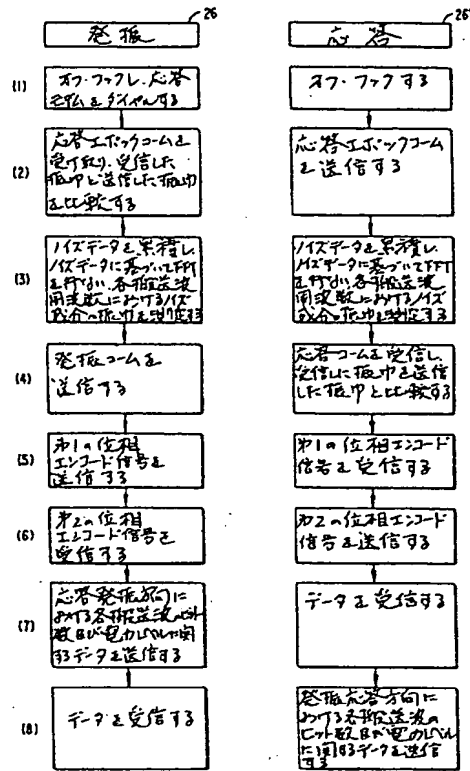 26
発振
26
応答
(1)
オフ・フックし、応答
モデムをダイヤルする
オフ・フックする
(2)
応答エポックコームを
受け取り、受信した
振巾と送信した振巾
を比較する
応答エポックコーム
を送信する
(3)
ノイズデータを累積し、
ノイズデータに基づいてFFT
を行ない、各搬送波
周波数におけるノイズ
成分の振巾を測定する
ノイズデータを累積し、
ノイズデータに基づいてFFT
を行ない、各搬送波
周波数におけるノイズ
成分の振巾を測定する
(4)
発振コームを
送信する
応答コームを受信し、
受信した振巾を送信
した振巾と比較する
(5)
第1の位相
エンコード信号を
送信する
第1の位相エンコード
信号を受信する
(6)
第2の位相
エンコード信号を
受信する
第2の位相エンコード
信号を送信する
(7)
応答発振方向に
おける各搬送波のビット
数及び電力レベルに関
するデータを送信する
データを受信する
(8)
データを受信する
発振応答方向に
おける各搬送波の
ビット数及び電力レベル
に関するデータを送信
する